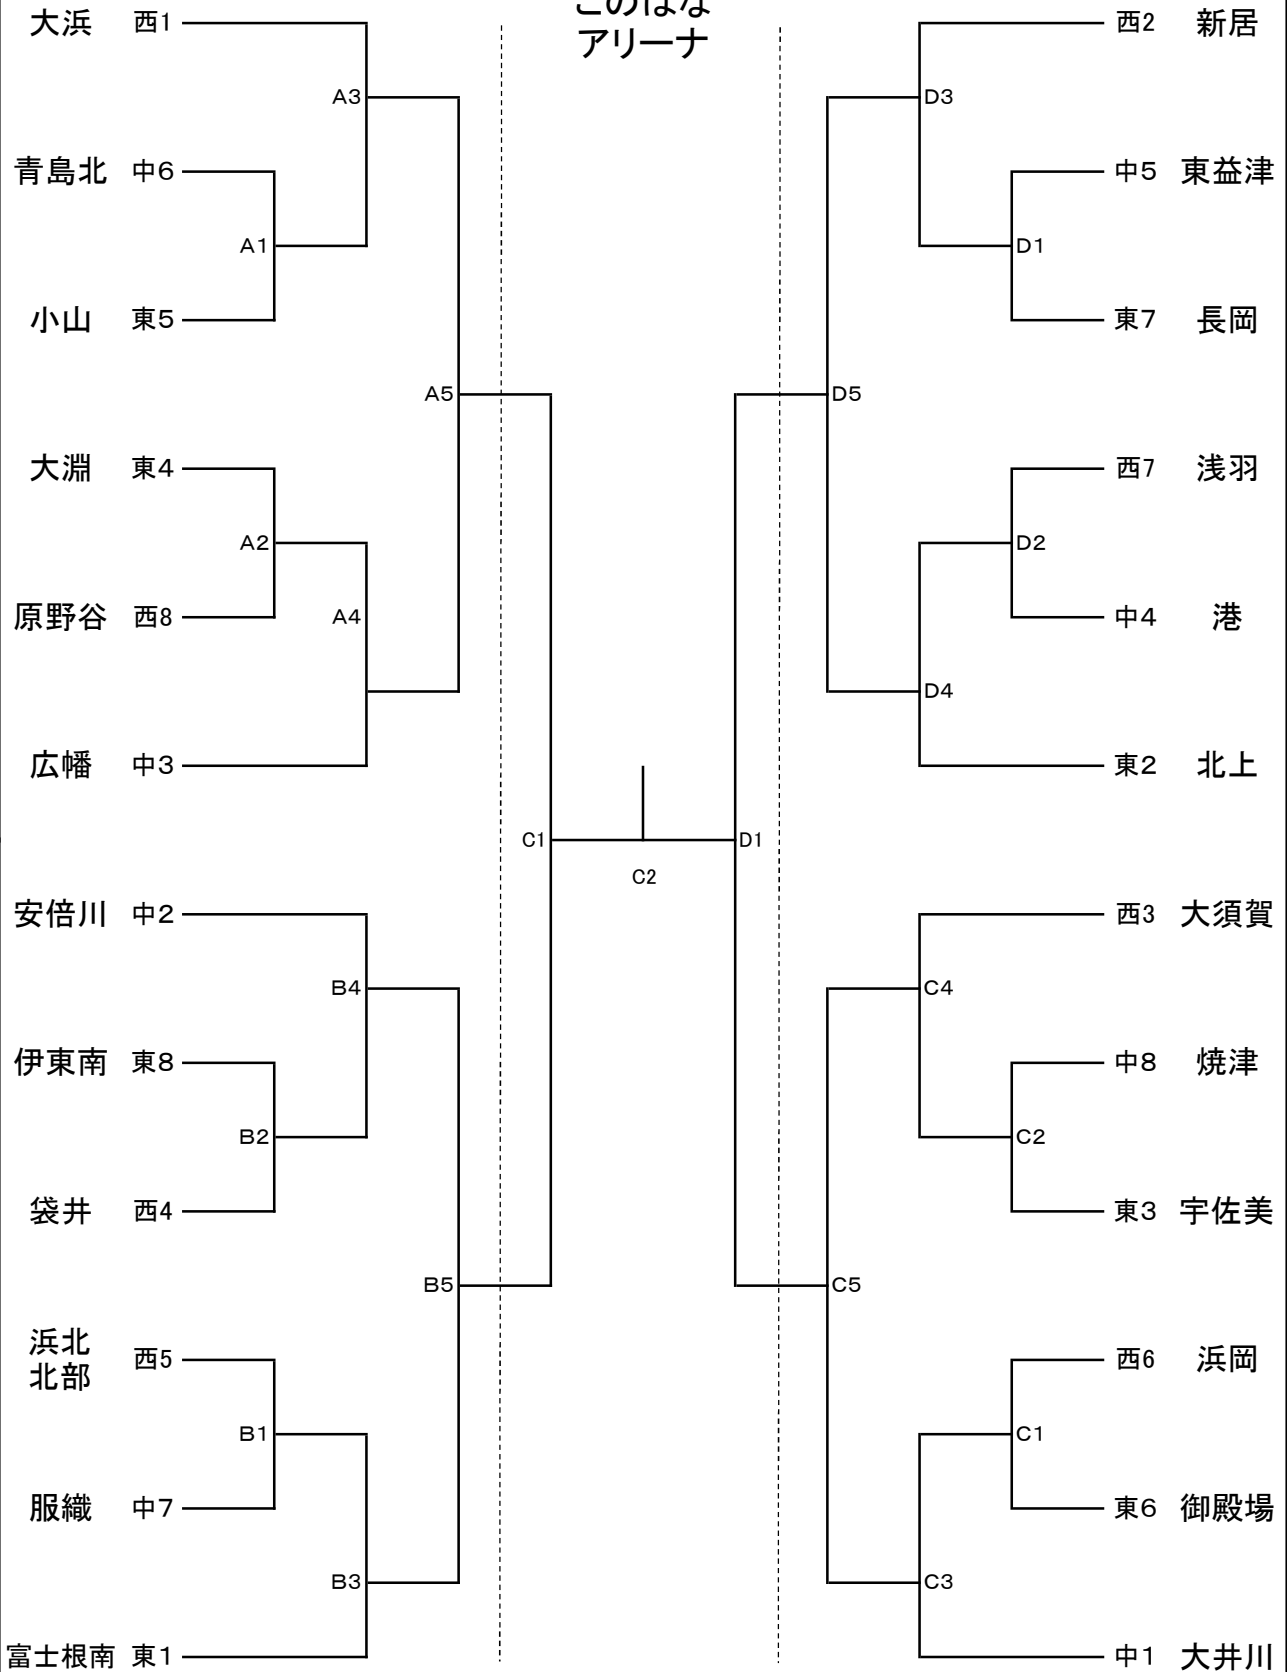 このはな
アリーナ
大浜 西1
A3
青島北 中6
A1
小山 東5
A5
大淵 東4
A2
原野谷 西8
A4
広幡 中3
C1
安倍川 中2
B4
伊東南 東8
B2
袋井 西4
B5
浜北
北部 西5
B1
服織 中7
B3
富士根南 東1
C2
西2 新居
D3
中5 東益津
D1
東7 長岡
D5
西7 浅羽
D2
中4 港
D4
東2 北上
D1
西3 大須賀
C4
中8 焼津
C2
東3 宇佐美
C5
西6 浜岡
C1
東6 御殿場
C3
中1 大井川